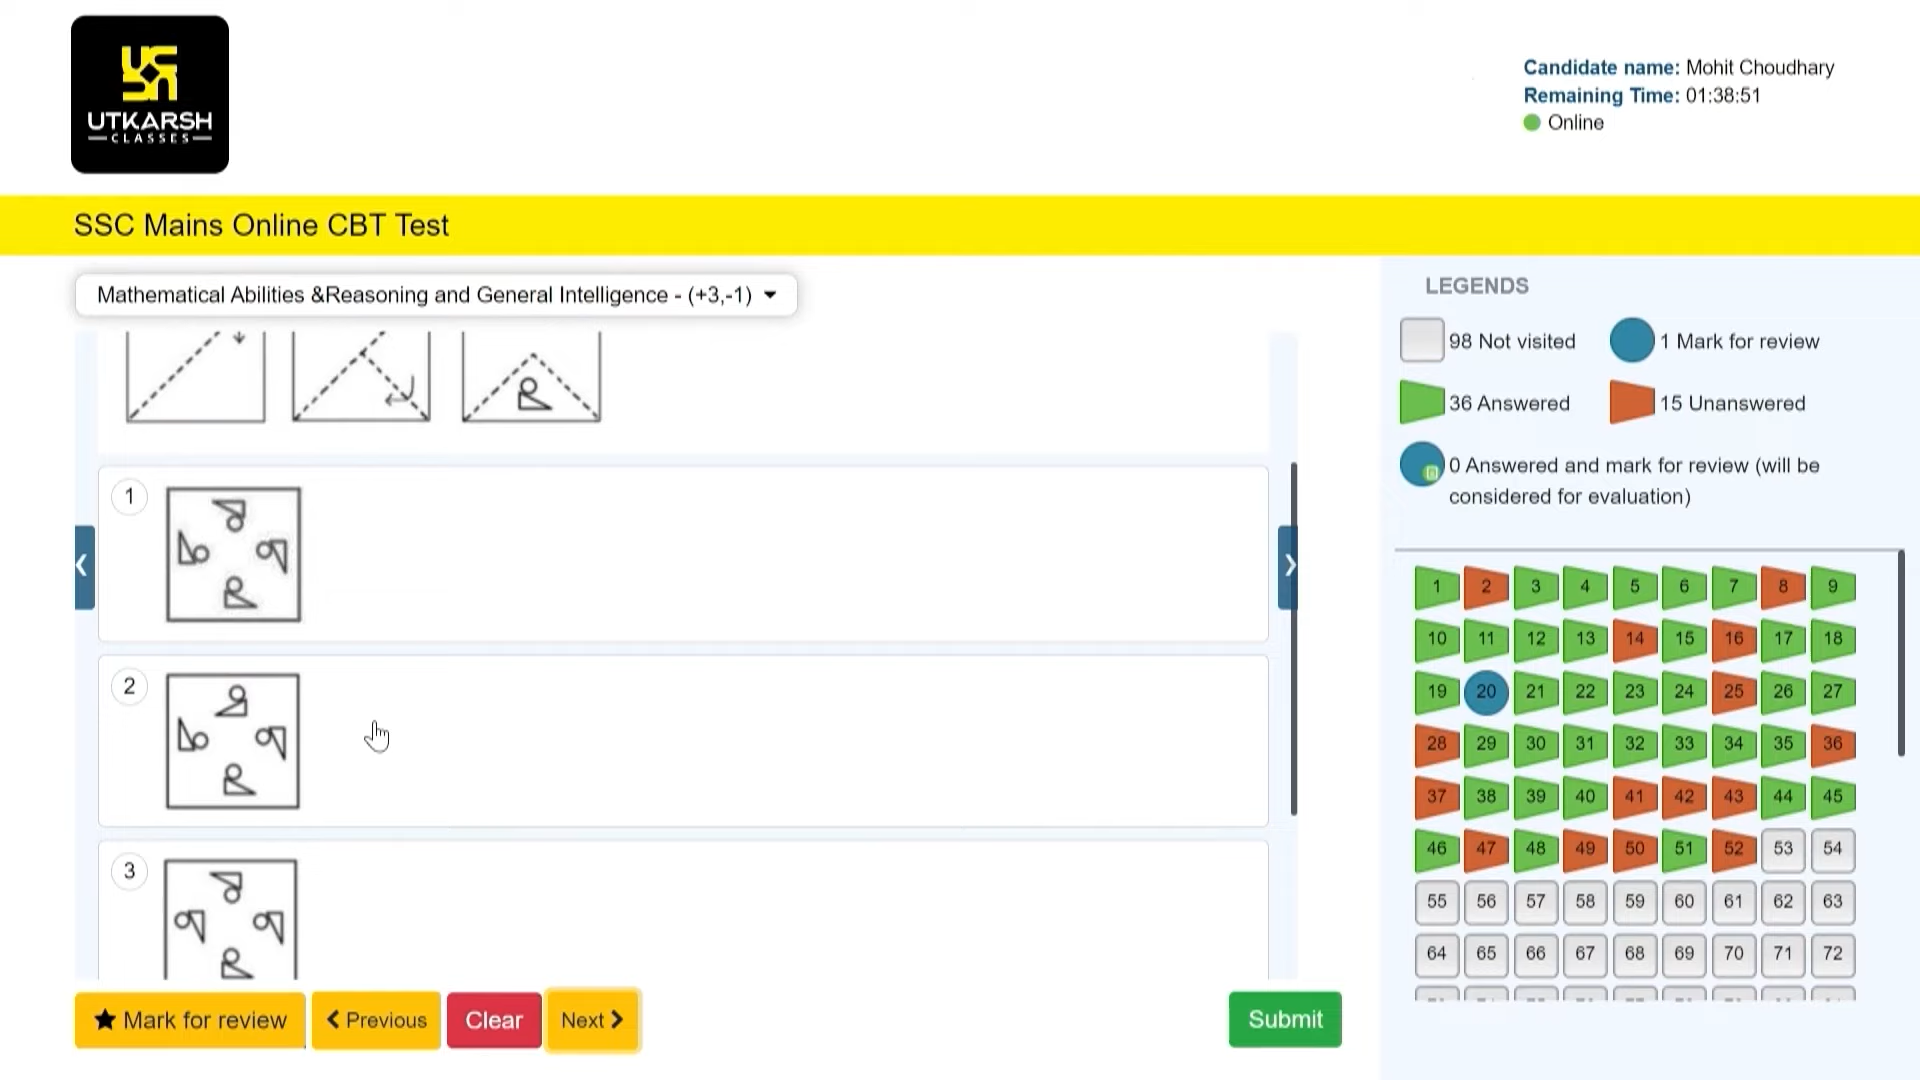 UTKARSH
CLASSES
Candidate name: Mohit Choudhary
Remaining Time: 01:38:51
Online
SSC Mains Online CBT Test
Mathematical Abilities &Reasoning and General Intelligence - (+3,-1)
1
2
3
Mark for review
Previous
Clear
Next
Submit
LEGENDS
98 Not visited
1 Mark for review
36 Answered
15 Unanswered
0 Answered and mark for review (will be
considered for evaluation)
1 2 3 4 5 6 7 8 9
10 11 12 13 14 15 16 17 18
19 20 21 22 23 24 25 26 27
28 29 30 31 32 33 34 35 36
37 38 39 40 41 42 43 44 45
46 47 48 49 50 51 52 53 54
55 56 57 58 59 60 61 62 63
64 65 66 67 68 69 70 71 72